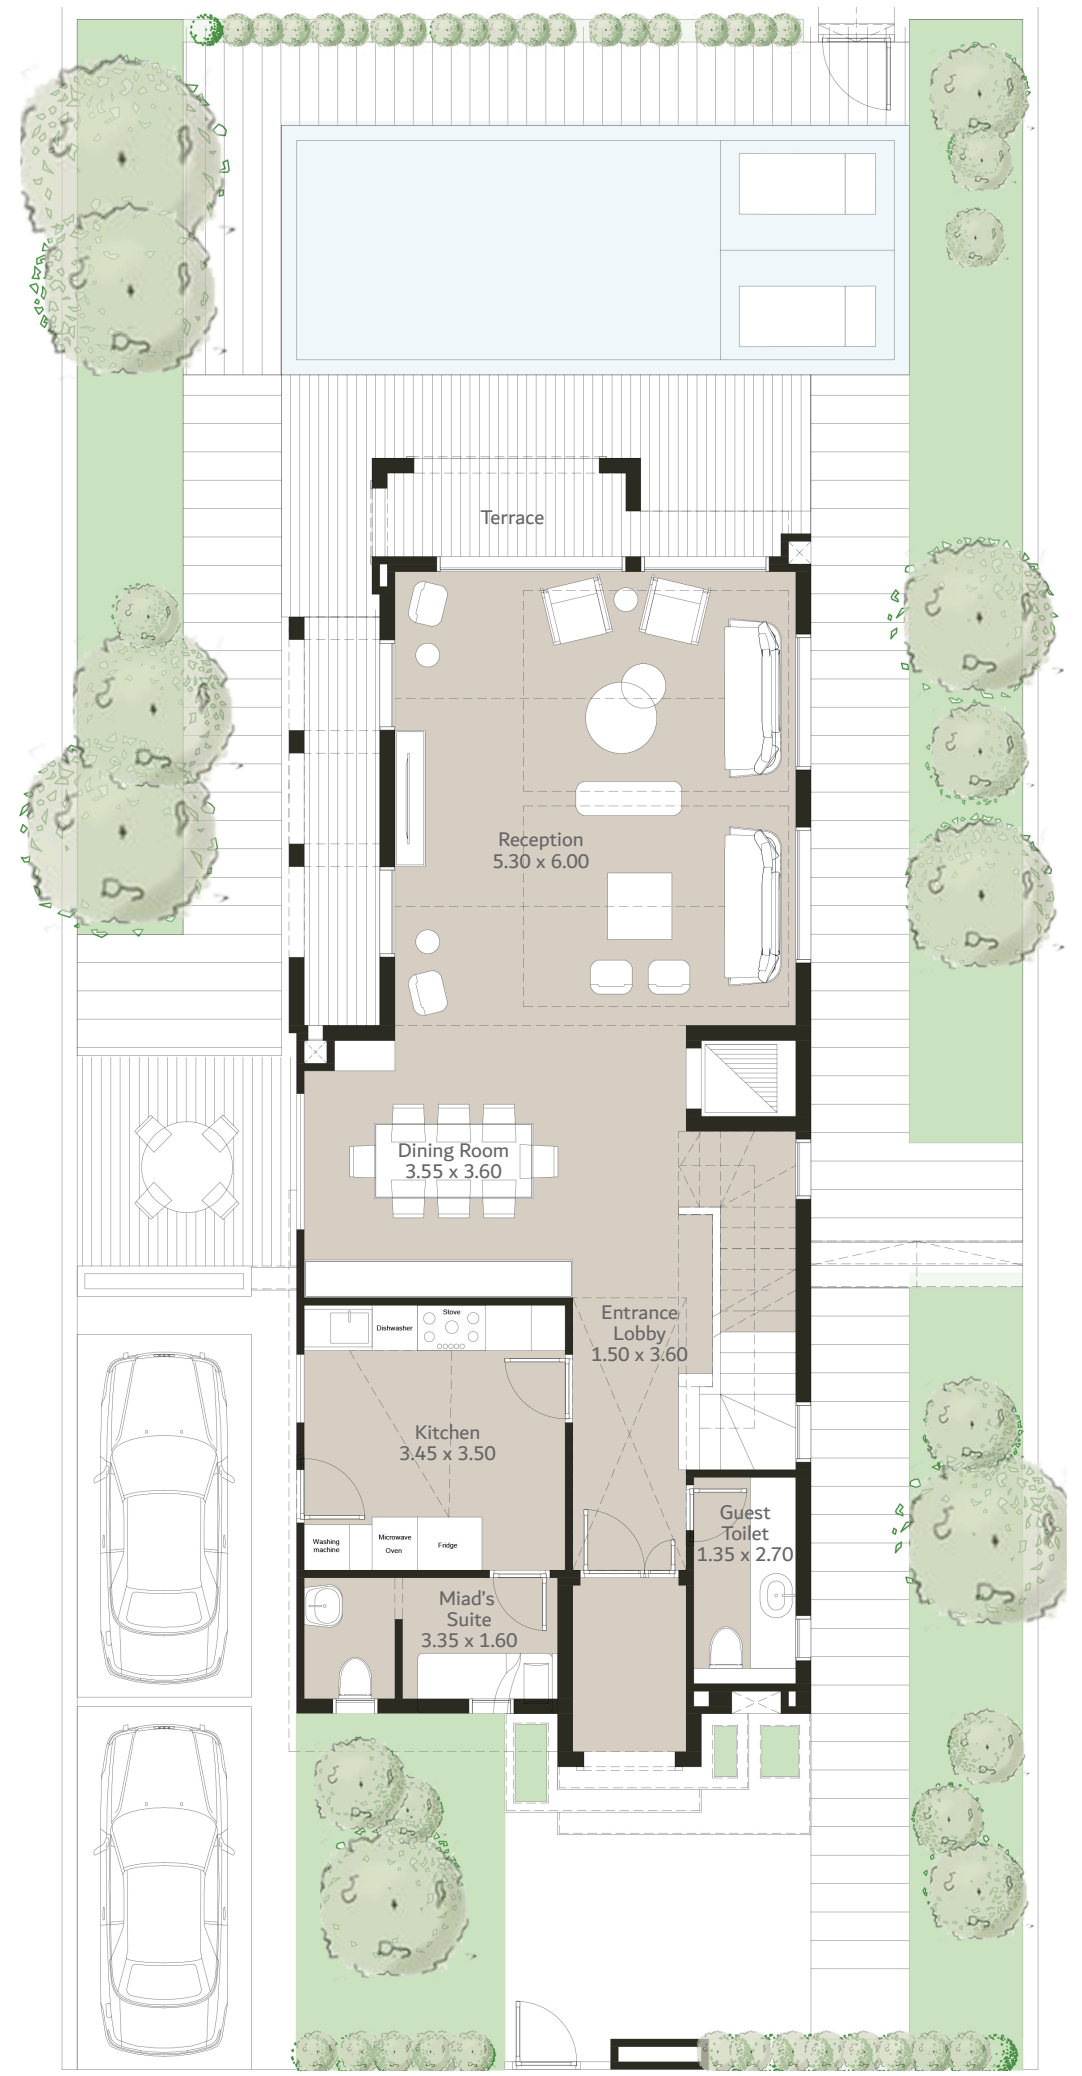 Terrace
Reception
5.30 x 6.00
Dining Room
3.55 x 3.60
Stove
Dishwasher
Entrance
Lobby
1.50 x 3.60
Kitchen
3.45 x 3.50
Washing
machine
Microwave
Oven
Fridge
Guest
Toilet
1.35 x 2.70
Miad's
Suite
3.35 x 1.60